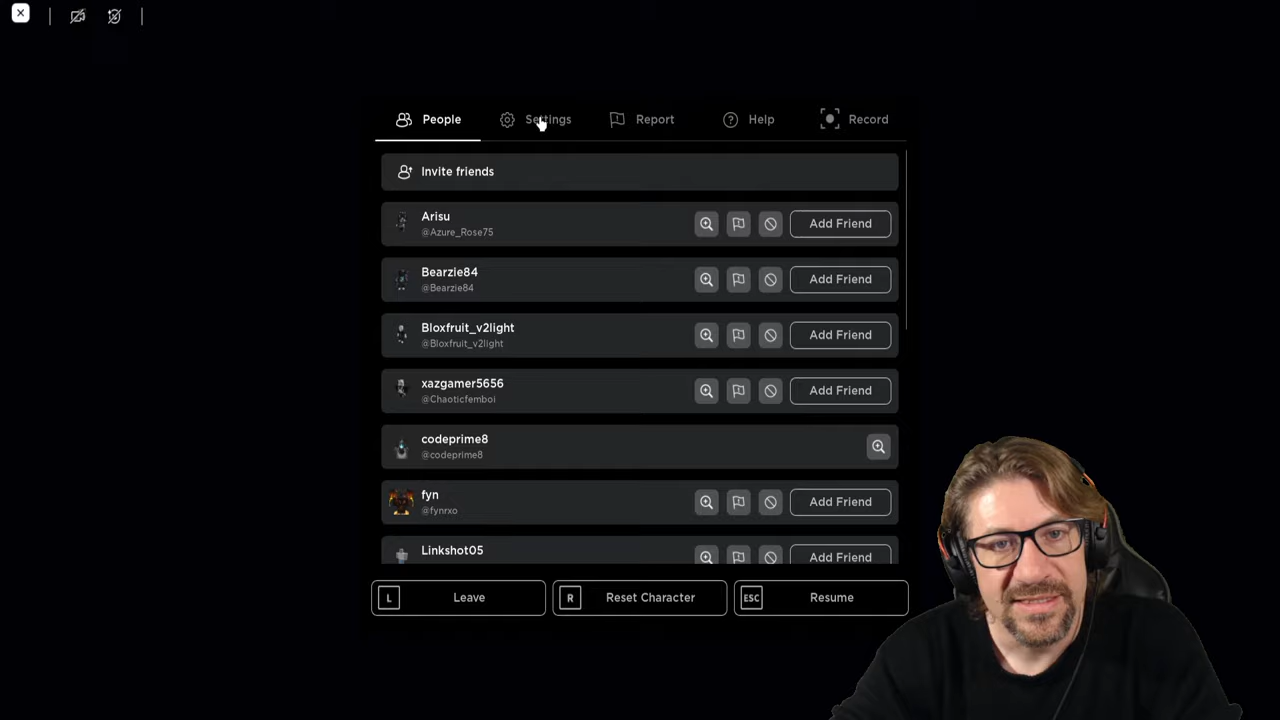 People
Settings
Report
Help
Record
Invite friends
Arisu
@Azure_Rose75
Add Friend
Bearzie84
@Bearzie84
Add Friend
Bloxfruit_v2light
@Bloxfruit_v2light
Add Friend
xazgamer5656
@Chaoticfemboi
Add Friend
codeprime8
@codeprime8
fyn
@fynrxo
Add Friend
Linkshot05
Add Friend
L Leave
R Reset Character
ESC Resume